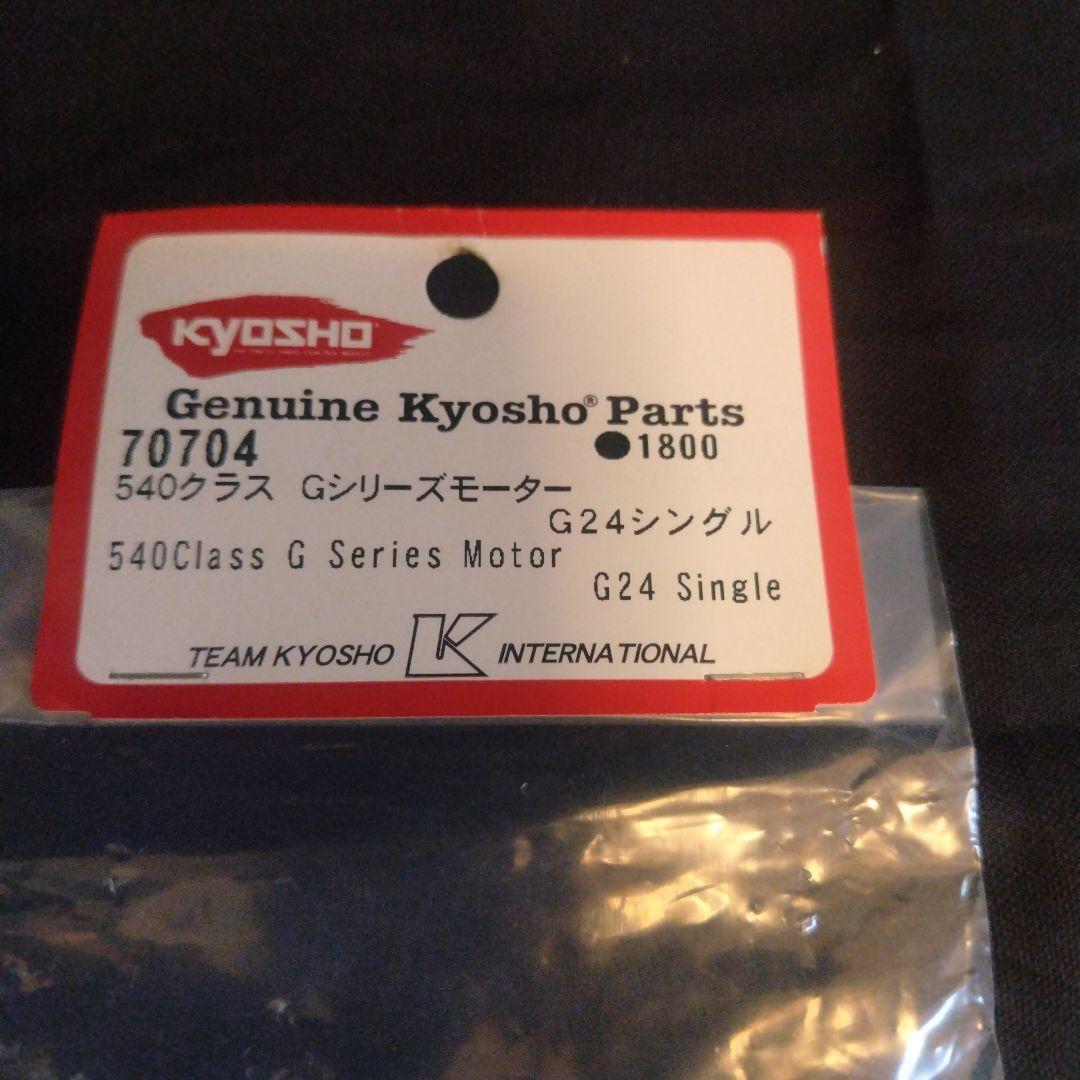 KYOSHO
Genuine Kyosho® Parts
70704 ●1800
540クラス Gシリーズモーター
G24シングル
540Class G Series Motor
G24 Single
TEAM KYOSHO K INTERNATIONAL